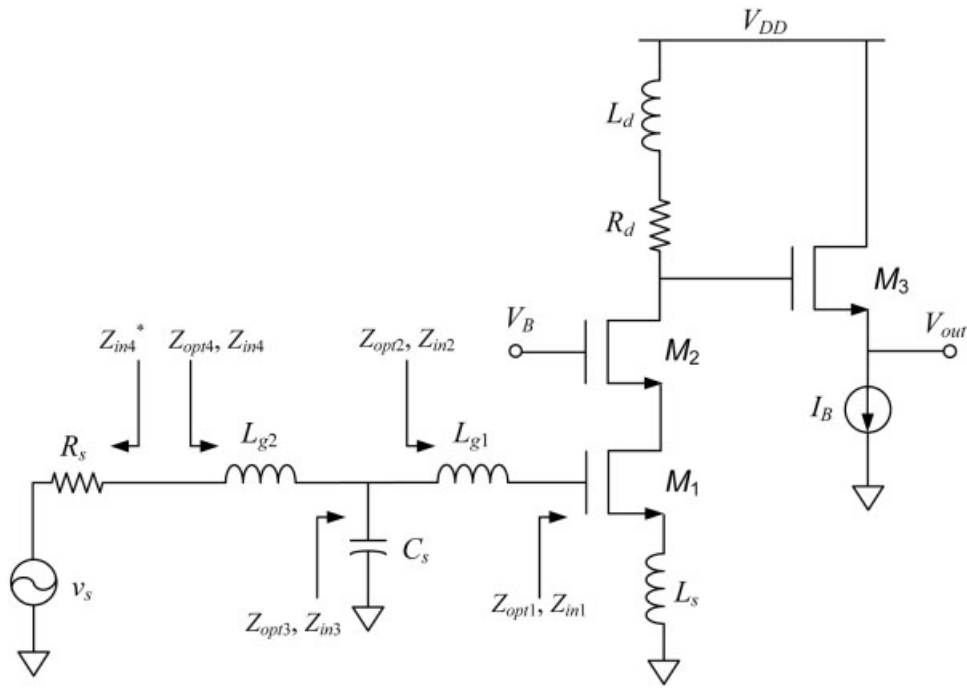 V_DD
L_d
R_d
M_3
V_B
V_out
Z_in4*
Z_opt4, Z_in4
Z_opt2, Z_in2
M_2
I_B
R_s
L_g2
L_g1
M_1
v_s
C_s
L_s
Z_opt3, Z_in3
Z_opt1, Z_in1